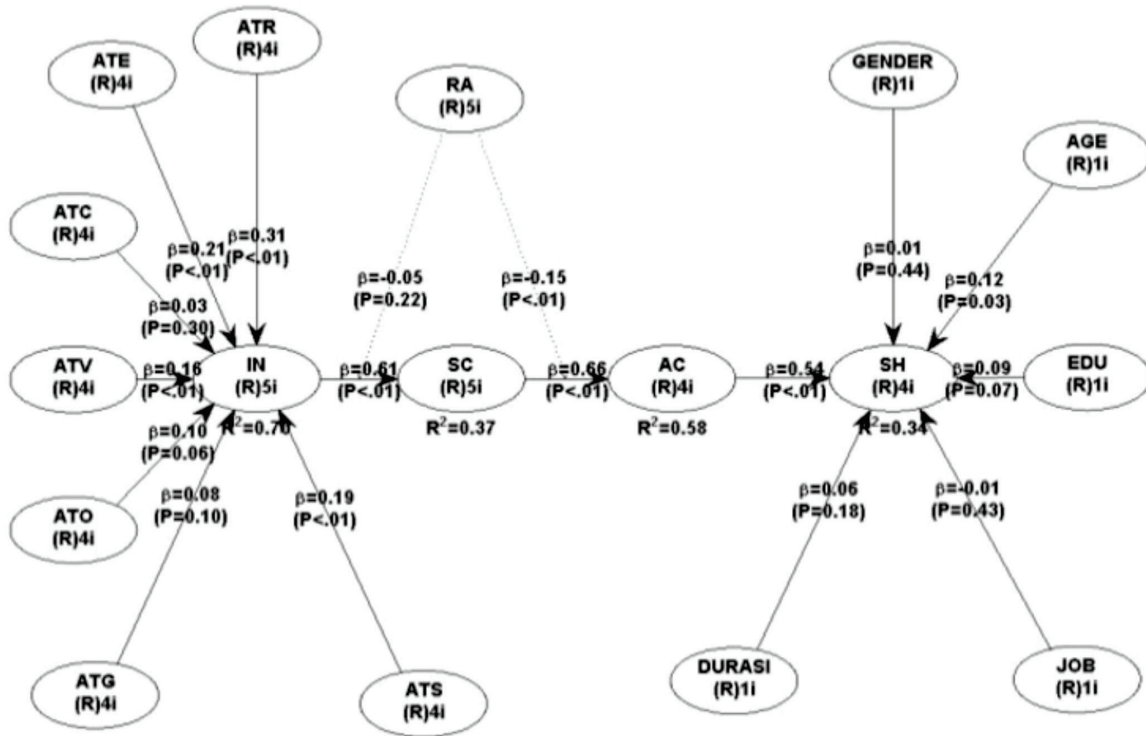 ATR
(R)4i
ATE
(R)4i
GENDER
(R)1i
RA
(R)5i
AGE
(R)1i
ATC
(R)4i
β=0.31
(P<.01)
β=0.21
(P<.01)
β=0.01
(P=0.44)
β=-0.05
(P=0.22)
β=-0.15
(P<.01)
β=0.12
(P=0.03)
β=0.03
(P=0.30)
ATV
(R)4i
β=0.16
(P<.01)
IN
(R)5i
R²=0.70
β=0.61
(P<.01)
SC
(R)5i
R²=0.37
β=0.66
(P<.01)
AC
(R)4i
R²=0.58
β=0.54
(P<.01)
SH
(R)4i
R²=0.34
β=0.09
(P=0.07)
EDU
(R)1i
β=0.10
(P=0.06)
ATO
(R)4i
β=0.08
(P=0.10)
β=0.19
(P<.01)
β=0.06
(P=0.18)
β=-0.01
(P=0.43)
ATG
(R)4i
ATS
(R)4i
DURASI
(R)1i
JOB
(R)1i